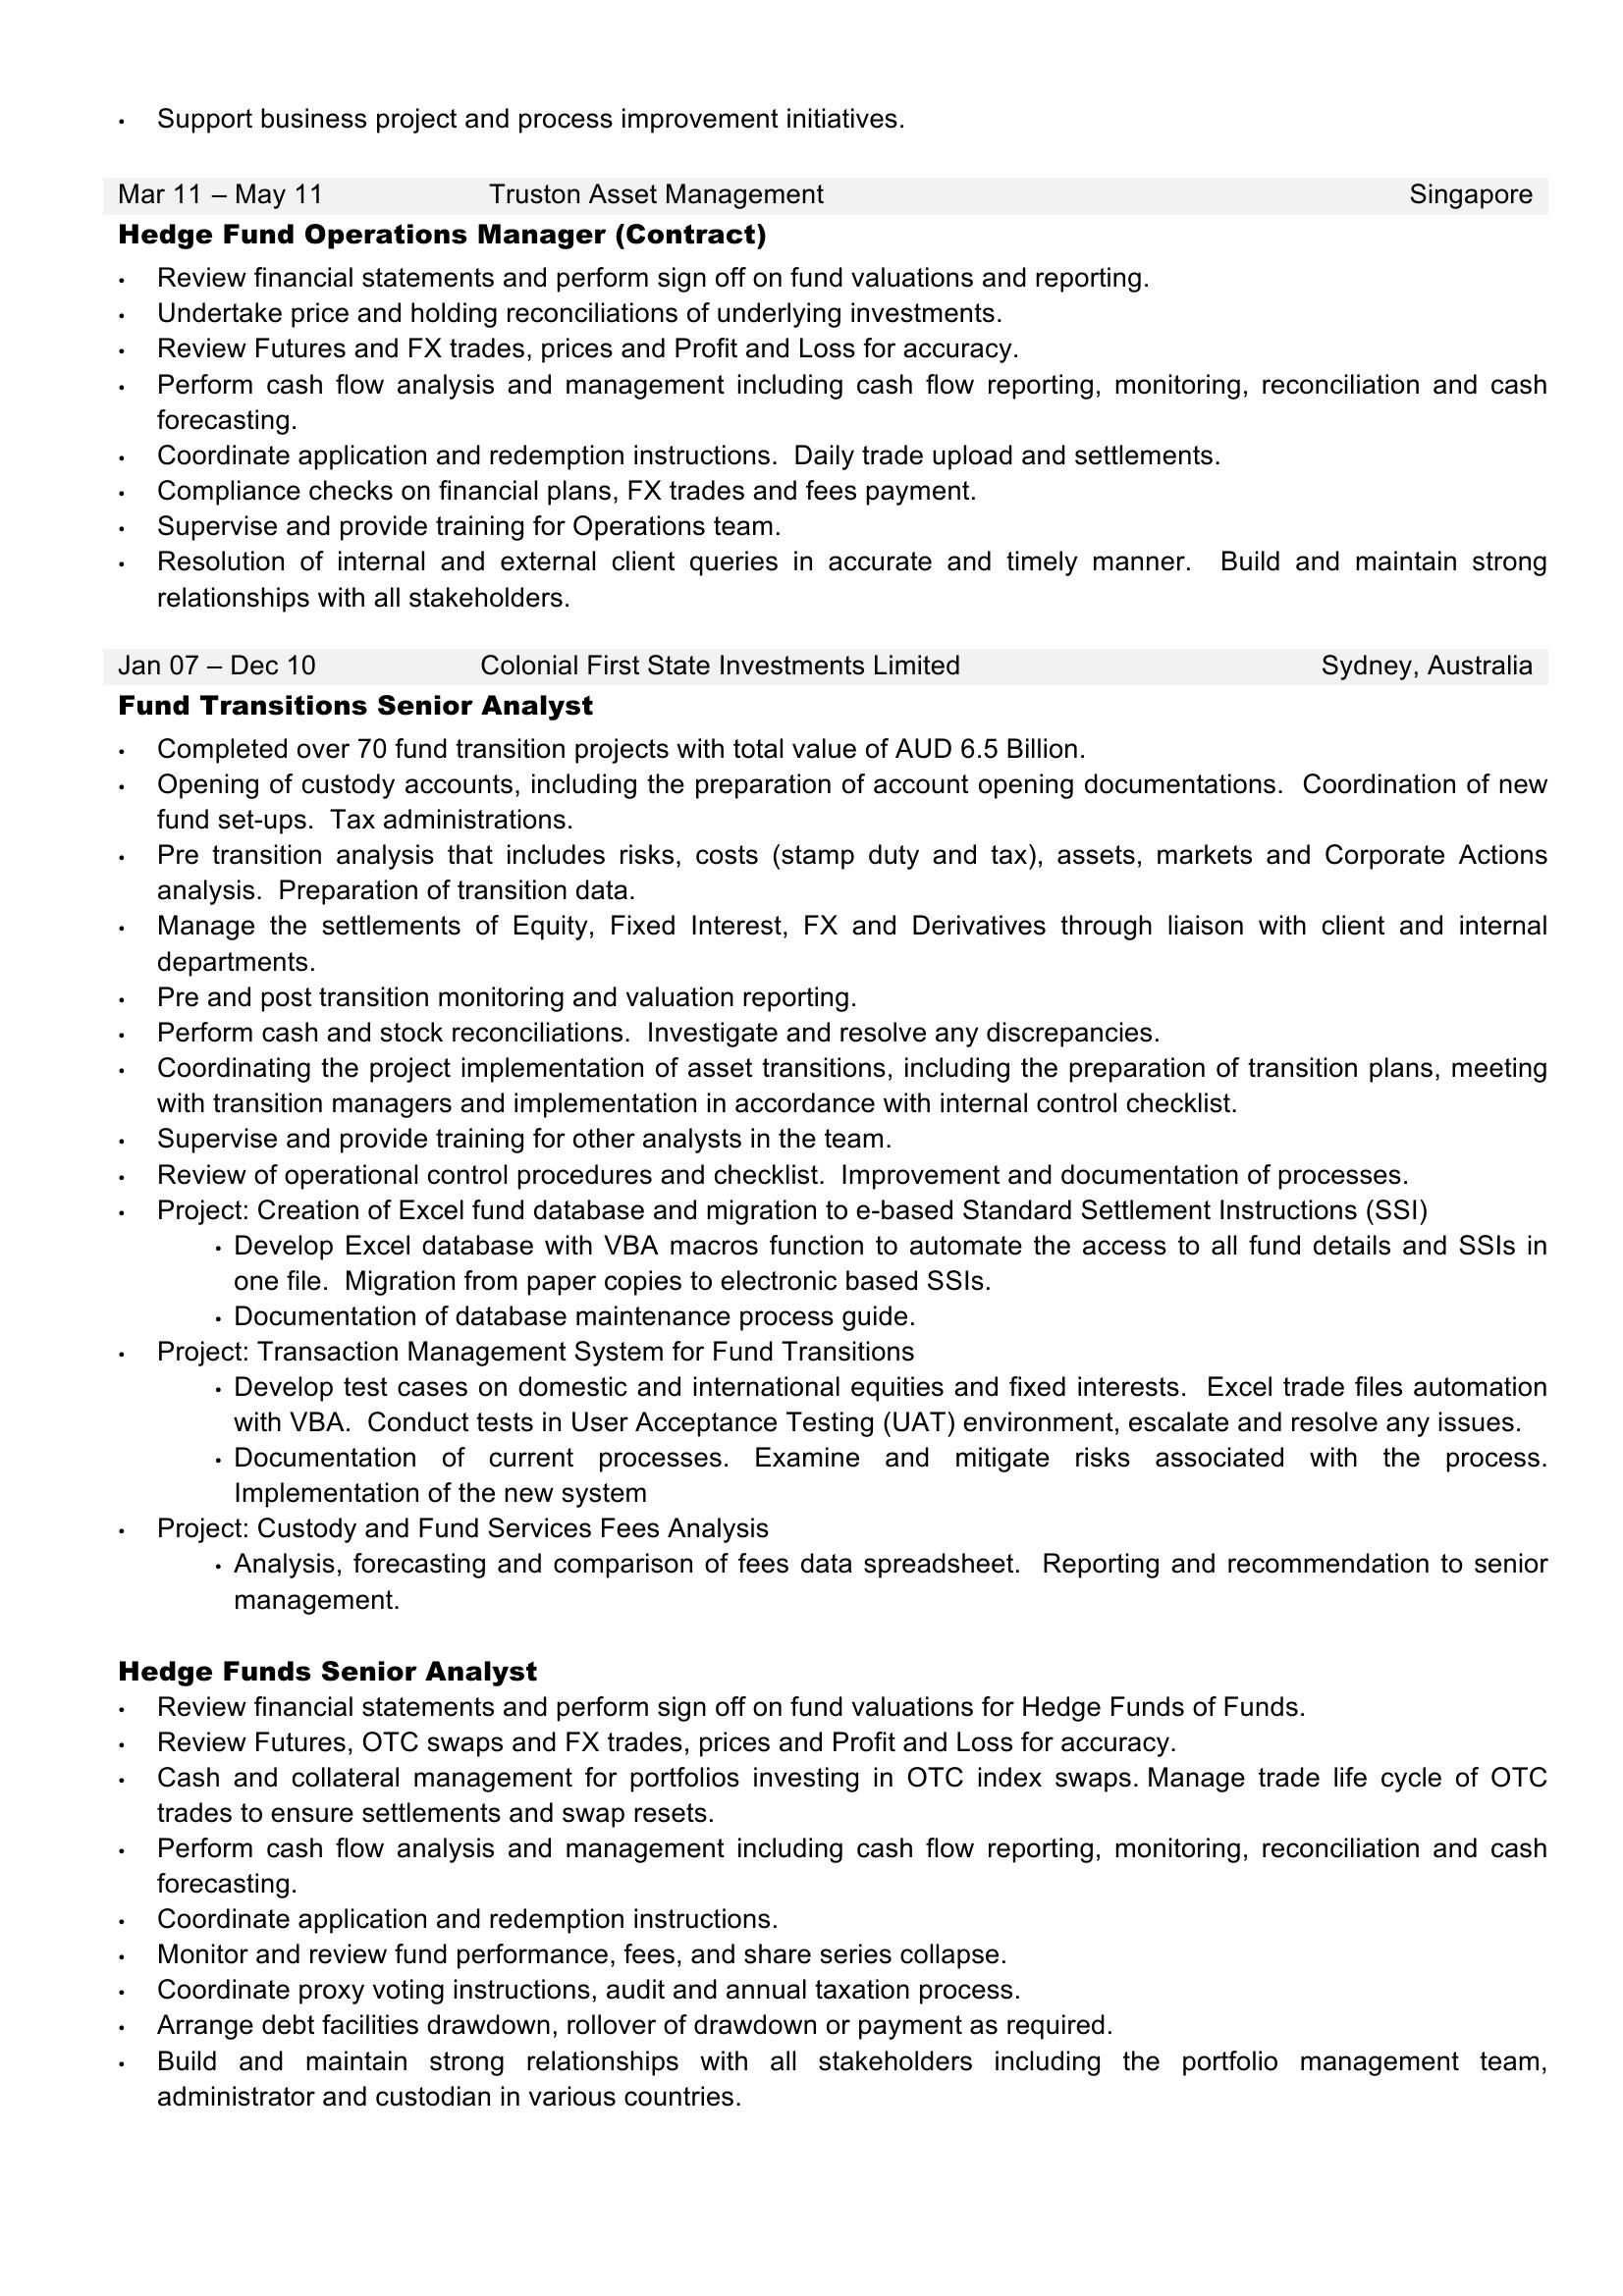 • Support business project and process improvement initiatives.
Mar 11 – May 11 Truston Asset Management Singapore
Hedge Fund Operations Manager (Contract)
• Review financial statements and perform sign off on fund valuations and reporting.
• Undertake price and holding reconciliations of underlying investments.
• Review Futures and FX trades, prices and Profit and Loss for accuracy.
• Perform cash flow analysis and management including cash flow reporting, monitoring, reconciliation and cash
forecasting.
• Coordinate application and redemption instructions.  Daily trade upload and settlements.
• Compliance checks on financial plans, FX trades and fees payment.
• Supervise and provide training for Operations team.
• Resolution of internal and external client queries in accurate and timely manner.  Build and maintain strong
relationships with all stakeholders.
Jan 07 – Dec 10 Colonial First State Investments Limited Sydney, Australia
Fund Transitions Senior Analyst
• Completed over 70 fund transition projects with total value of AUD 6.5 Billion.
• Opening of custody accounts, including the preparation of account opening documentations.  Coordination of new
fund set-ups.  Tax administrations.
• Pre transition analysis that includes risks, costs (stamp duty and tax), assets, markets and Corporate Actions
analysis.  Preparation of transition data.
• Manage the settlements of Equity, Fixed Interest, FX and Derivatives through liaison with client and internal
departments.
• Pre and post transition monitoring and valuation reporting.
• Perform cash and stock reconciliations.  Investigate and resolve any discrepancies.
• Coordinating the project implementation of asset transitions, including the preparation of transition plans, meeting
with transition managers and implementation in accordance with internal control checklist.
• Supervise and provide training for other analysts in the team.
• Review of operational control procedures and checklist.  Improvement and documentation of processes.
• Project: Creation of Excel fund database and migration to e-based Standard Settlement Instructions (SSI)
• Develop Excel database with VBA macros function to automate the access to all fund details and SSIs in
one file.  Migration from paper copies to electronic based SSIs.
• Documentation of database maintenance process guide.
• Project: Transaction Management System for Fund Transitions
• Develop test cases on domestic and international equities and fixed interests.  Excel trade files automation
with VBA.  Conduct tests in User Acceptance Testing (UAT) environment, escalate and resolve any issues.
• Documentation of current processes. Examine and mitigate risks associated with the process.
Implementation of the new system
• Project: Custody and Fund Services Fees Analysis
• Analysis, forecasting and comparison of fees data spreadsheet.  Reporting and recommendation to senior
management.
Hedge Funds Senior Analyst
• Review financial statements and perform sign off on fund valuations for Hedge Funds of Funds.
• Review Futures, OTC swaps and FX trades, prices and Profit and Loss for accuracy.
• Cash and collateral management for portfolios investing in OTC index swaps. Manage trade life cycle of OTC
trades to ensure settlements and swap resets.
• Perform cash flow analysis and management including cash flow reporting, monitoring, reconciliation and cash
forecasting.
• Coordinate application and redemption instructions.
• Monitor and review fund performance, fees, and share series collapse.
• Coordinate proxy voting instructions, audit and annual taxation process.
• Arrange debt facilities drawdown, rollover of drawdown or payment as required.
• Build and maintain strong relationships with all stakeholders including the portfolio management team,
administrator and custodian in various countries.